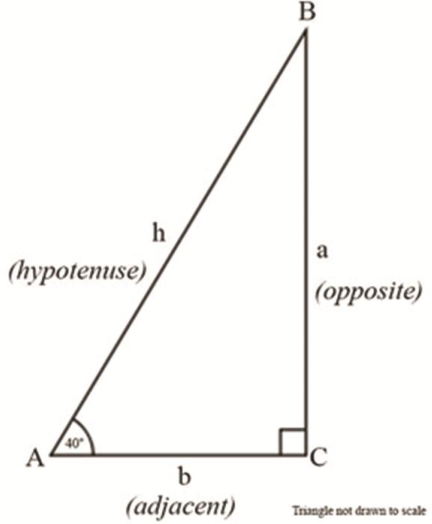 B
h
(hypotenuse)
a
(opposite)
40°
A
C
b
(adjacent)
Triangle not drawn to scale